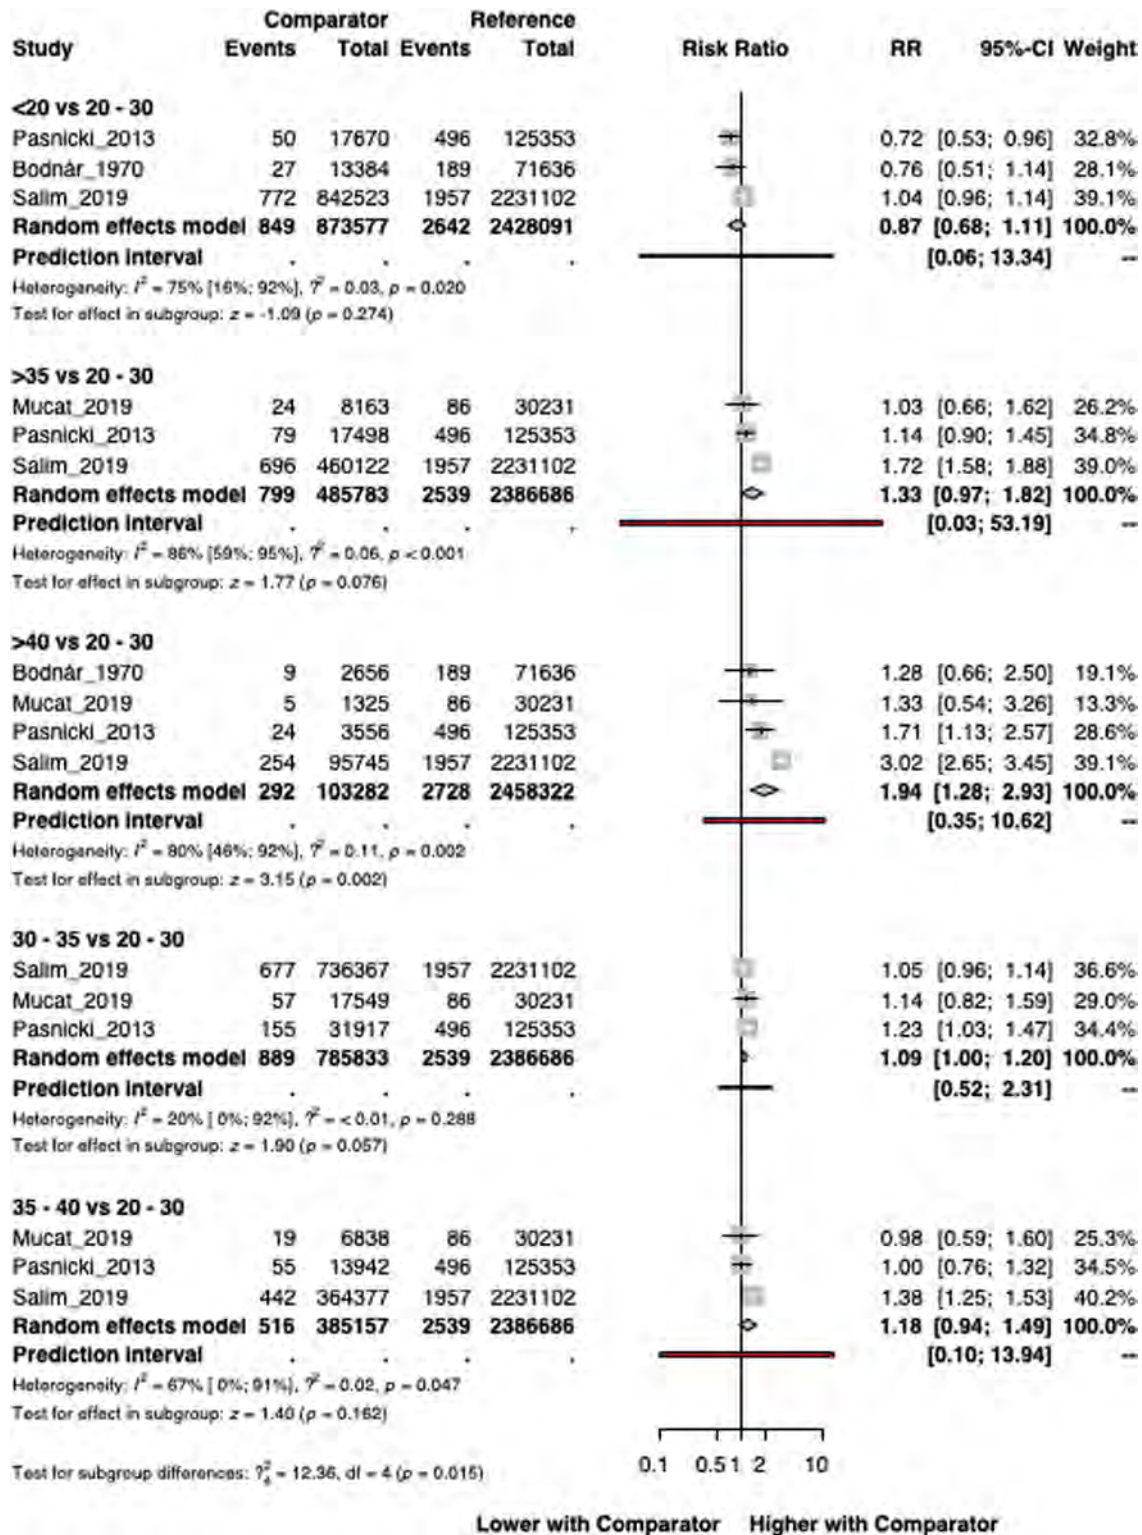 Comparator Reference
Study Events Total Events Total Risk Ratio RR 95%-CI Weight
<20 vs 20 - 30
Pasnicki_2013 50 17670 496 125353 0.72 [0.53; 0.96] 32.8%
Bodnár_1970 27 13384 189 71636 0.76 [0.51; 1.14] 28.1%
Salim_2019 772 842523 1957 2231102 1.04 [0.96; 1.14] 39.1%
Random effects model 849 873577 2642 2428091 0.87 [0.68; 1.11] 100.0%
Prediction interval . . . . [0.06; 13.34] --
Heterogeneity: I² = 75% [16%; 92%], ?² = 0.03, p = 0.020
Test for effect in subgroup: z = -1.09 (p = 0.274)
>35 vs 20 - 30
Mucat_2019 24 8163 86 30231 1.03 [0.66; 1.62] 26.2%
Pasnicki_2013 79 17498 496 125353 1.14 [0.90; 1.45] 34.8%
Salim_2019 696 460122 1957 2231102 1.72 [1.58; 1.88] 39.0%
Random effects model 799 485783 2539 2386686 1.33 [0.97; 1.82] 100.0%
Prediction interval . . . . [0.03; 53.19] --
Heterogeneity: I² = 86% [59%; 95%], ?² = 0.06, p < 0.001
Test for effect in subgroup: z = 1.77 (p = 0.076)
>40 vs 20 - 30
Bodnár_1970 9 2656 189 71636 1.28 [0.66; 2.50] 19.1%
Mucat_2019 5 1325 86 30231 1.33 [0.54; 3.26] 13.3%
Pasnicki_2013 24 3556 496 125353 1.71 [1.13; 2.57] 28.6%
Salim_2019 254 95745 1957 2231102 3.02 [2.65; 3.45] 39.1%
Random effects model 292 103282 2728 2458322 1.94 [1.28; 2.93] 100.0%
Prediction interval . . . . [0.35; 10.62] --
Heterogeneity: I² = 80% [46%; 92%], ?² = 0.11, p = 0.002
Test for effect in subgroup: z = 3.15 (p = 0.002)
30 - 35 vs 20 - 30
Salim_2019 677 736367 1957 2231102 1.05 [0.96; 1.14] 36.6%
Mucat_2019 57 17549 86 30231 1.14 [0.82; 1.59] 29.0%
Pasnicki_2013 155 31917 496 125353 1.23 [1.03; 1.47] 34.4%
Random effects model 889 785833 2539 2386686 1.09 [1.00; 1.20] 100.0%
Prediction interval . . . . [0.52; 2.31] --
Heterogeneity: I² = 20% [ 0%; 92%], ?² = < 0.01, p = 0.288
Test for effect in subgroup: z = 1.90 (p = 0.057)
35 - 40 vs 20 - 30
Mucat_2019 19 6838 86 30231 0.98 [0.59; 1.60] 25.3%
Pasnicki_2013 55 13942 496 125353 1.00 [0.76; 1.32] 34.5%
Salim_2019 442 364377 1957 2231102 1.38 [1.25; 1.53] 40.2%
Random effects model 516 385157 2539 2386686 1.18 [0.94; 1.49] 100.0%
Prediction interval . . . . [0.10; 13.94] --
Heterogeneity: I² = 67% [ 0%; 91%], ?² = 0.02, p = 0.047
Test for effect in subgroup: z = 1.40 (p = 0.162)
0.1 0.5 1 2 10
Test for subgroup differences: ?²₄ = 12.36, df = 4 (p = 0.015)
Lower with Comparator Higher with Comparator